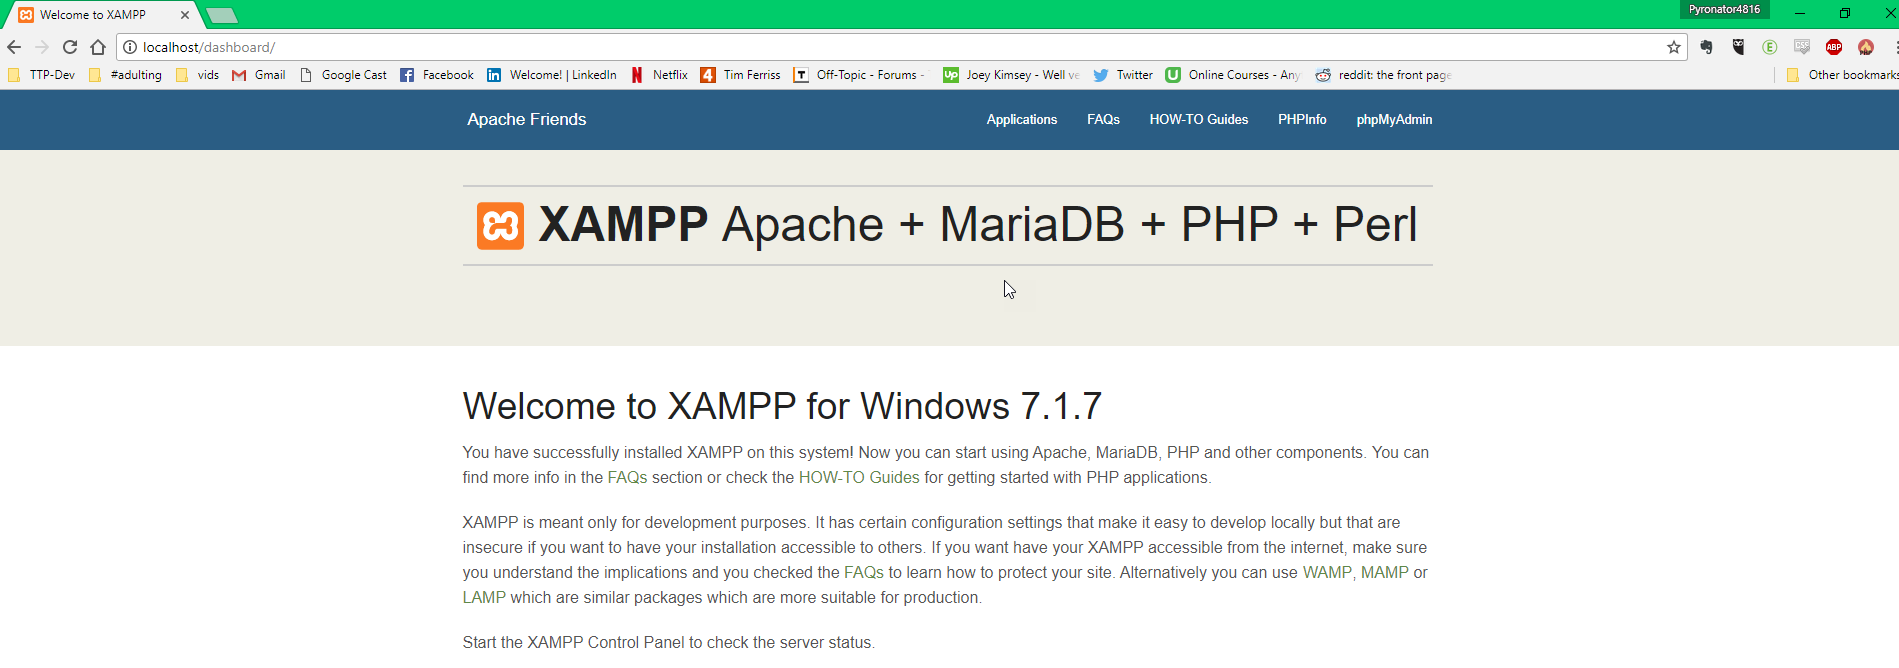 Welcome to XAMPP
Pyronator4816
localhost/dashboard/
TTP-Dev #adulting vids Gmail Google Cast Facebook Welcome! | LinkedIn Netflix Tim Ferriss Off-Topic - Forums - Joey Kimsey - Well ve Twitter Online Courses - Any reddit: the front page Other bookmarks
Apache Friends Applications FAQs HOW-TO Guides PHPInfo phpMyAdmin
XAMPP Apache + MariaDB + PHP + Perl
Welcome to XAMPP for Windows 7.1.7
You have successfully installed XAMPP on this system! Now you can start using Apache, MariaDB, PHP and other components. You can
find more info in the FAQs section or check the HOW-TO Guides for getting started with PHP applications.
XAMPP is meant only for development purposes. It has certain configuration settings that make it easy to develop locally but that are
insecure if you want to have your installation accessible to others. If you want have your XAMPP accessible from the internet, make sure
you understand the implications and you checked the FAQs to learn how to protect your site. Alternatively you can use WAMP, MAMP or
LAMP which are similar packages which are more suitable for production.
Start the XAMPP Control Panel to check the server status.